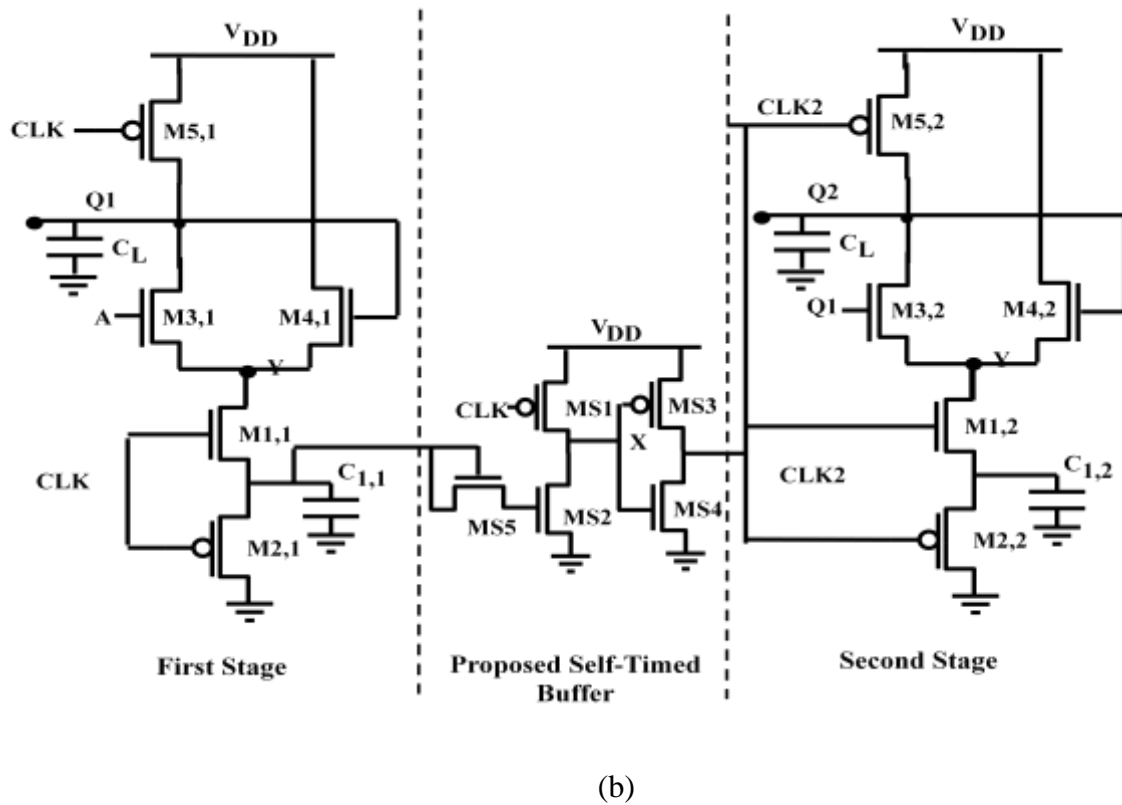 VDD
CLK
M5,1
Q1
CL
A
M3,1
M4,1
Y
M1,1
CLK
C1,1
M2,1
First Stage
VDD
CLK
MS1
MS3
X
MS5
MS2
MS4
Proposed Self-Timed
Buffer
VDD
CLK2
M5,2
Q2
CL
Q1
M3,2
M4,2
Y
M1,2
CLK2
C1,2
M2,2
Second Stage
(b)